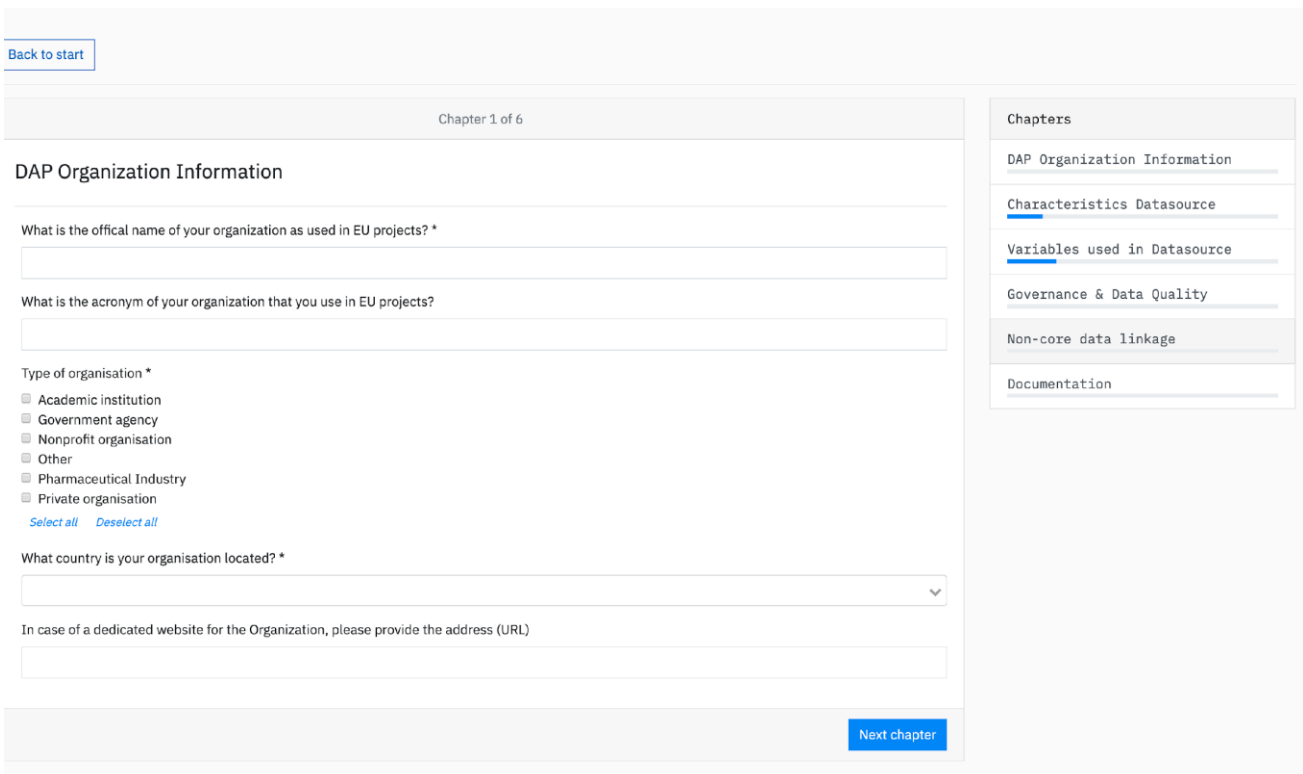 Back to start
Chapter 1 of 6
DAP Organization Information
What is the offical name of your organization as used in EU projects? *
What is the acronym of your organization that you use in EU projects?
Type of organisation *
Academic institution
Government agency
Nonprofit organisation
Other
Pharmaceutical Industry
Private organisation
Select all Deselect all
What country is your organisation located? *
In case of a dedicated website for the Organization, please provide the address (URL)
Next chapter
Chapters
DAP Organization Information
Characteristics Datasource
Variables used in Datasource
Governance & Data Quality
Non-core data linkage
Documentation